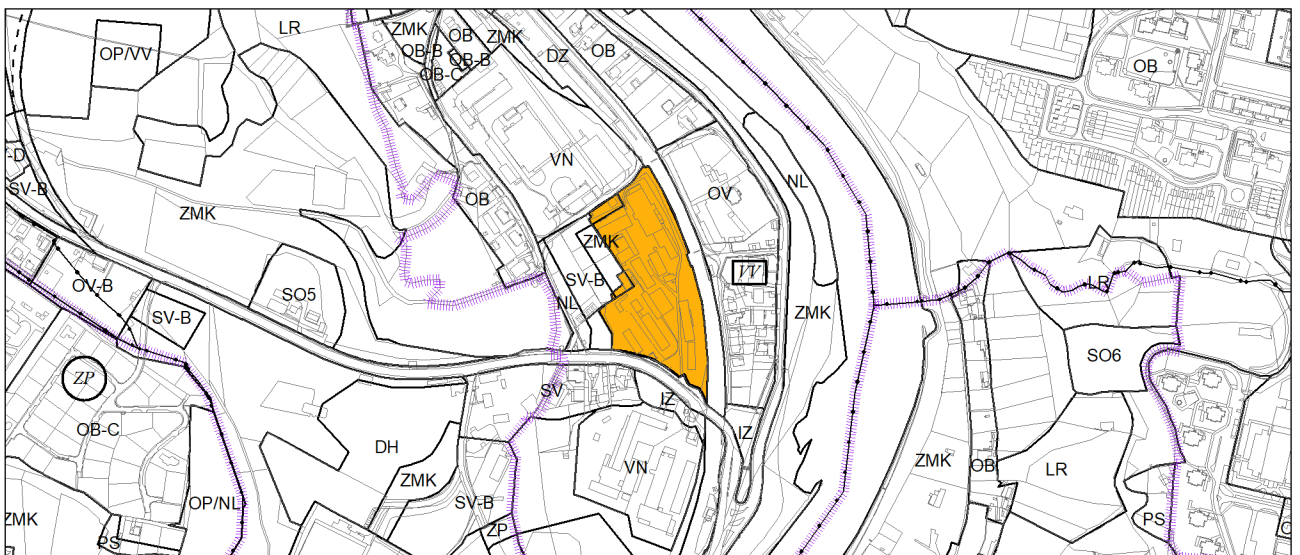 LR
ZMK
OB
OB-B
OB-B
OB-C
ZMK
DZ
OB
OP/VV
OB
VN
-D
SV-B
ZMK
OB
OV
NL
ZMK
SV-B
VV
OV-B
SO5
NL
SV-B
ZMK
LR
SO6
ZP
SV
IZ
OB-C
DH
IZ
VN
ZMK
ZMK
OB
LR
OP/NL
SV-B
ZMK
PS
ZP
PS